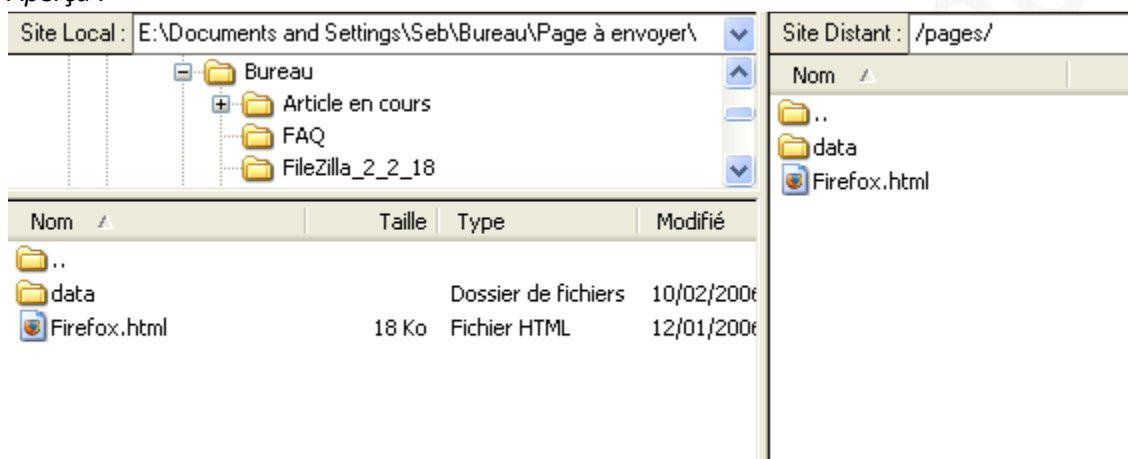 Aperçu :
Site Local : E:\Documents and Settings\Seb\Bureau\Page à envoyer\
Bureau
Article en cours
FAQ
FileZilla_2_2_18
Nom Taille Type Modifié
..
data Dossier de fichiers 10/02/2006
Firefox.html 18 Ko Fichier HTML 12/01/2006
Site Distant : /pages/
Nom
..
data
Firefox.html